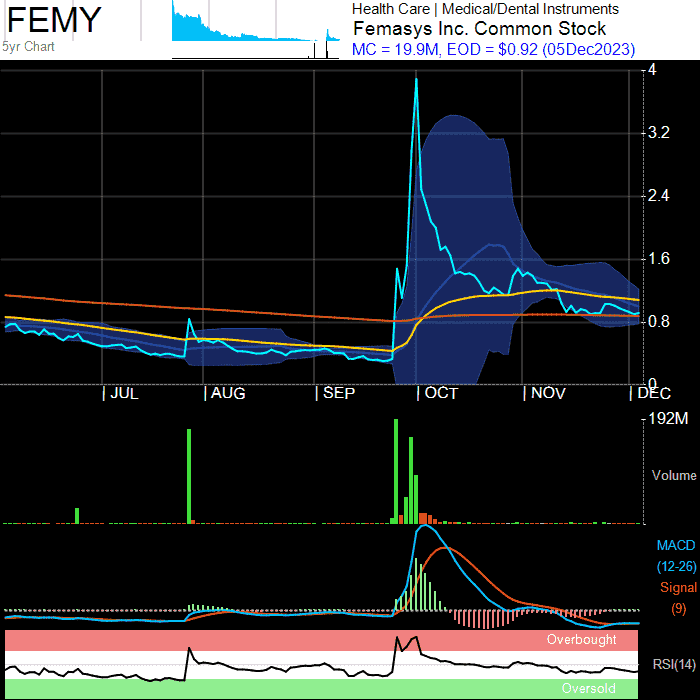 FEMY
5yr Chart
Health Care | Medical/Dental Instruments
Femasys Inc. Common Stock
MC = 19.9M, EOD = $0.92 (05Dec2023)
4
3.2
2.4
1.6
0.8
0
| JUL
| AUG
| SEP
| OCT
| NOV
| DEC
192M
Volume
MACD
(12-26)
Signal
(9)
Overbought
RSI(14)
Oversold